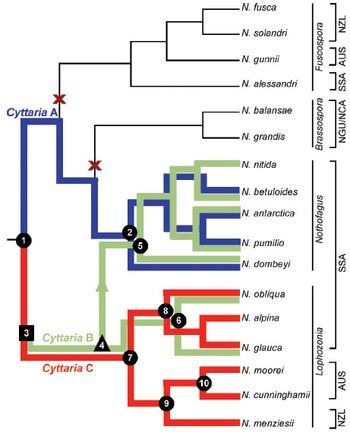 N. fusca
N. solandri
N. gunnii
N. alessandri
N. balansae
N. grandis
N. nitida
N. betuloides
N. antarctica
N. pumilio
N. dombeyi
N. obliqua
N. alpina
N. glauca
N. moorei
N. cunninghamii
N. menziesii
Cyttaria A
Cyttaria B
Cyttaria C
1
2
3
4
5
6
7
8
9
10
Fuscospora
Brassospora
Nothofagus
Lophozonia
NZL
AUS
SSA
NGU/NCA
SSA
AUS
NZL